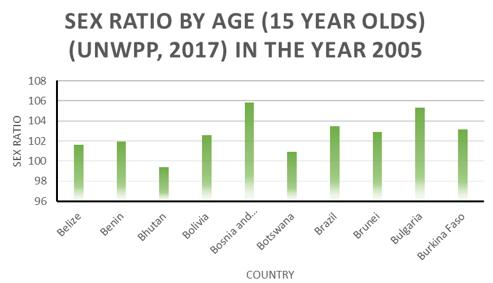 SEX RATIO BY AGE (15 YEAR OLDS)
(UNWPP, 2017) IN THE YEAR 2005
108
106
104
102
100
98
96
SEX RATIO
Belize
Benin
Bhutan
Bolivia
Bosnia and...
Botswana
Brazil
Brunei
Bulgaria
Burkina Faso
COUNTRY